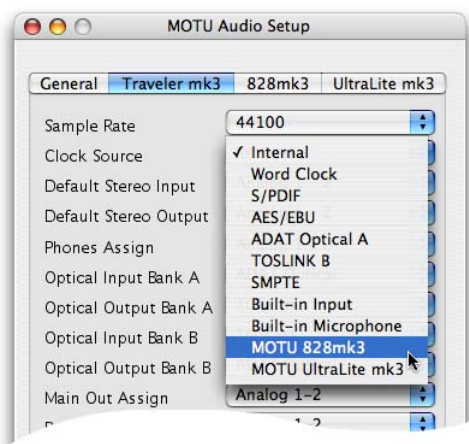 MOTU Audio Setup
General Traveler mk3 828mk3 UltraLite mk3
Sample Rate 44100
Clock Source
Default Stereo Input
Default Stereo Output
Phones Assign
Optical Input Bank A
Optical Output Bank A
Optical Input Bank B
Optical Output Bank B
Main Out Assign Analog 1-2
✓ Internal
Word Clock
S/PDIF
AES/EBU
ADAT Optical A
TOSLINK B
SMPTE
Built-in Input
Built-in Microphone
MOTU 828mk3
MOTU UltraLite mk3